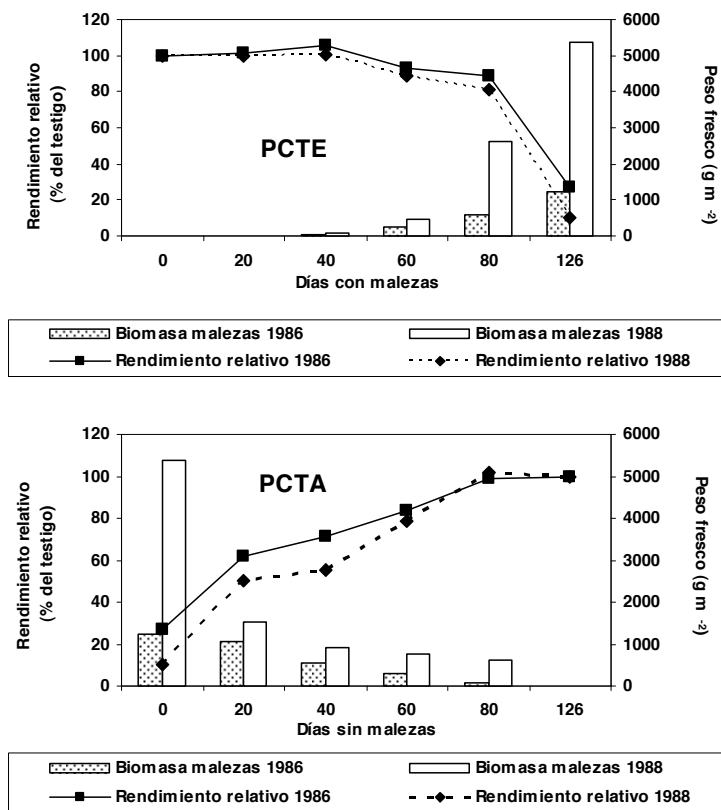 120
100
80
60
40
20
0
6000
5000
4000
3000
2000
1000
0
Rendimiento relativo
(% del testigo)
Peso fresco (g m -2)
PCTE
0 20 40 60 80 126
Días con malezas
Biomasa malezas 1986 Biomasa malezas 1988
Rendimiento relativo 1986 Rendimiento relativo 1988
120
100
80
60
40
20
0
6000
5000
4000
3000
2000
1000
0
Rendimiento relativo
(% del testigo)
Peso fresco (g m -2)
PCTA
0 20 40 60 80 126
Días sin malezas
Biomasa malezas 1986 Biomasa malezas 1988
Rendimiento relativo 1986 Rendimiento relativo 1988